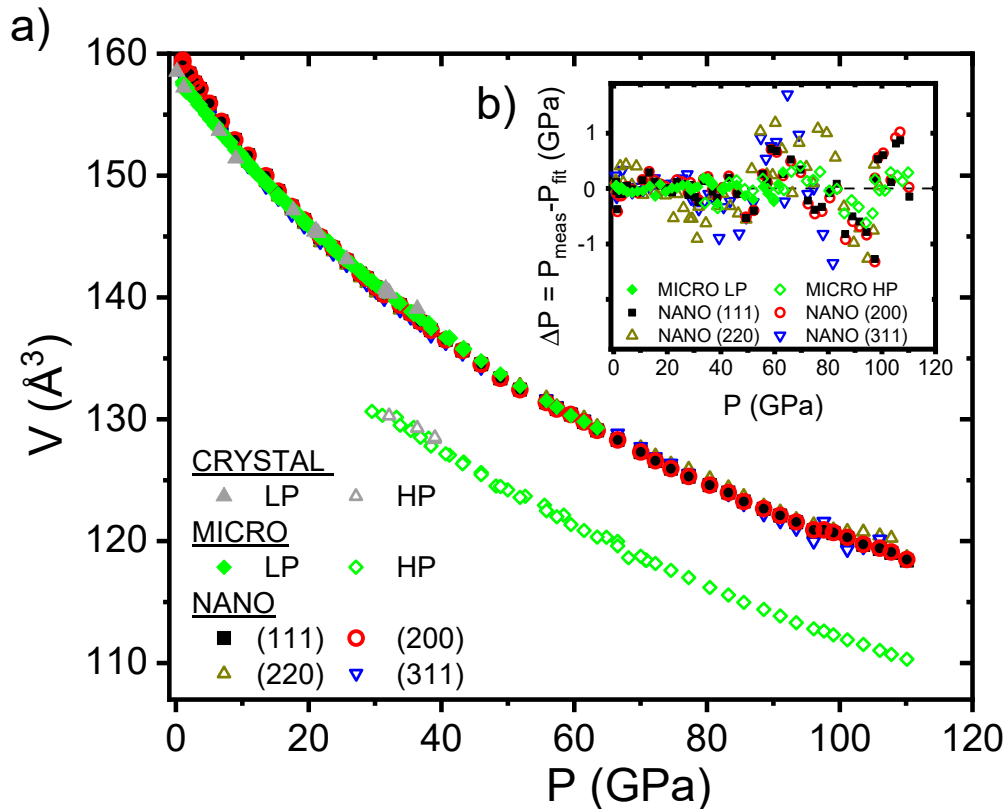 a)
160
150
140
130
120
110
V (Å³)
0 20 40 60 80 100 120
P (GPa)
CRYSTAL
LP HP
MICRO
LP HP
NANO
(111) (200)
(220) (311)
b)
ΔP = P_meas-P_fit (GPa)
1
0
-1
MICRO LP MICRO HP
NANO (111) NANO (200)
NANO (220) NANO (311)
0 20 40 60 80 100 120
P (GPa)